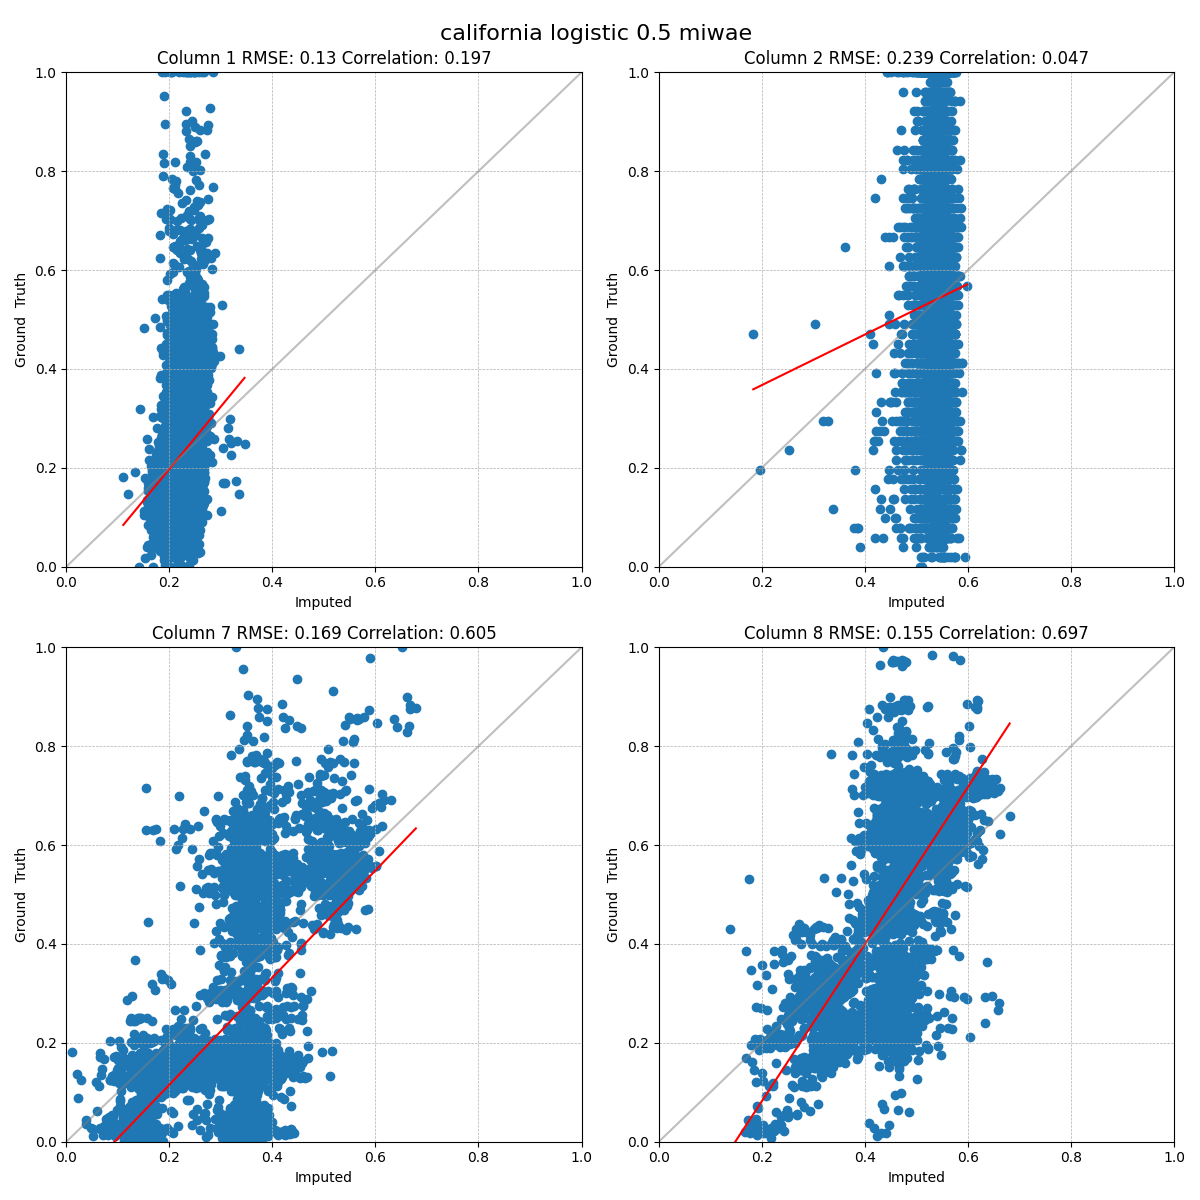 california logistic 0.5 miwae
Column 1 RMSE: 0.13 Correlation: 0.197
1.0
0.8
0.6
0.4
0.2
0.0
Ground Truth
0.0 0.2 0.4 0.6 0.8 1.0
Imputed
Column 2 RMSE: 0.239 Correlation: 0.047
1.0
0.8
0.6
0.4
0.2
0.0
Ground Truth
0.0 0.2 0.4 0.6 0.8 1.0
Imputed
Column 7 RMSE: 0.169 Correlation: 0.605
1.0
0.8
0.6
0.4
0.2
0.0
Ground Truth
0.0 0.2 0.4 0.6 0.8 1.0
Imputed
Column 8 RMSE: 0.155 Correlation: 0.697
1.0
0.8
0.6
0.4
0.2
0.0
Ground Truth
0.0 0.2 0.4 0.6 0.8 1.0
Imputed